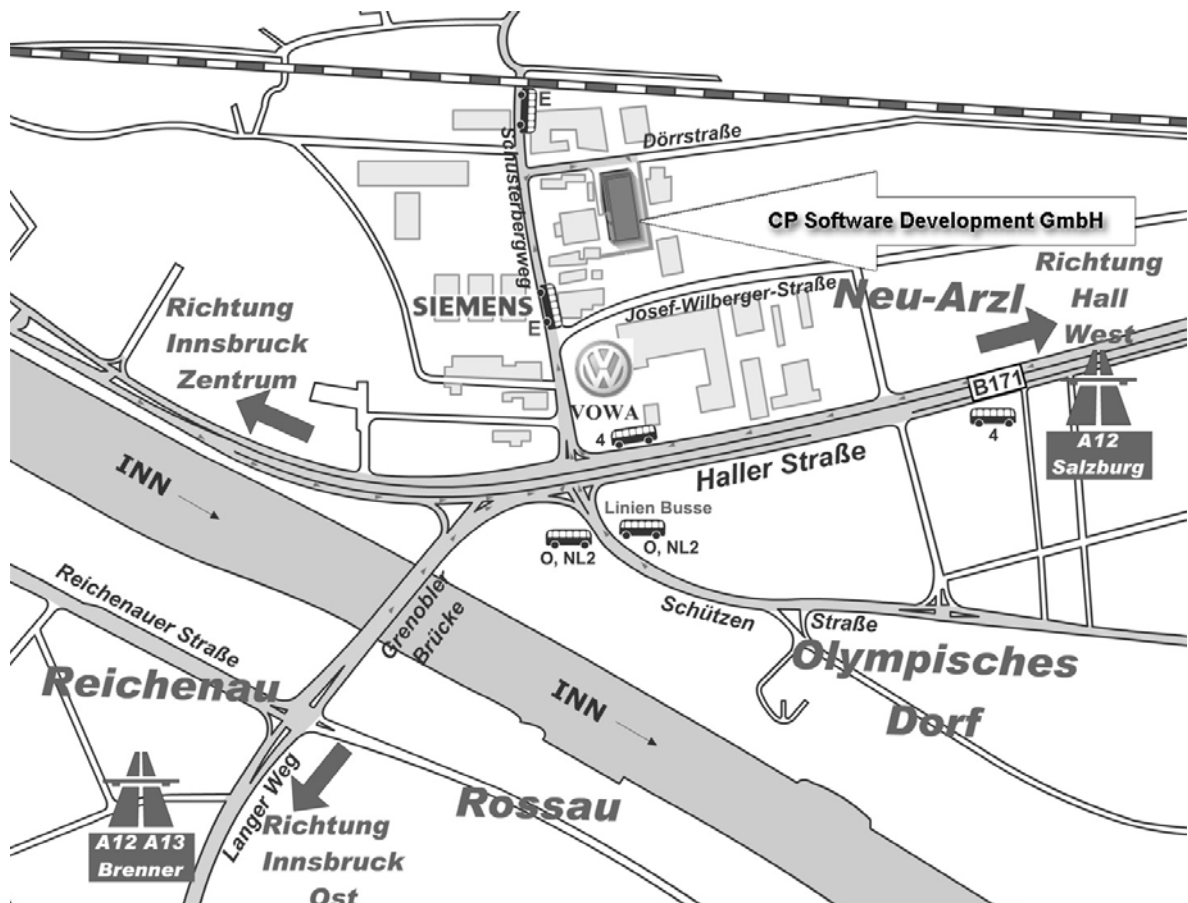 E
Dörrstraße
Schusterbergweg
CP Software Development GmbH
Richtung
Hall
West
Neu-Arzl
SIEMENS
E
Josef-Wilberger-Straße
Richtung
Innsbruck
Zentrum
VW
VOWA
4
B171
4
A12
Salzburg
Haller Straße
INN
Linien Busse
O, NL2
O, NL2
Reichenauer Straße
Grenobler
Brücke
Schützen
Straße
Olympisches
Dorf
Reichenau
INN
Langer Weg
Rossau
A12 A13
Brenner
Richtung
Innsbruck
Ost